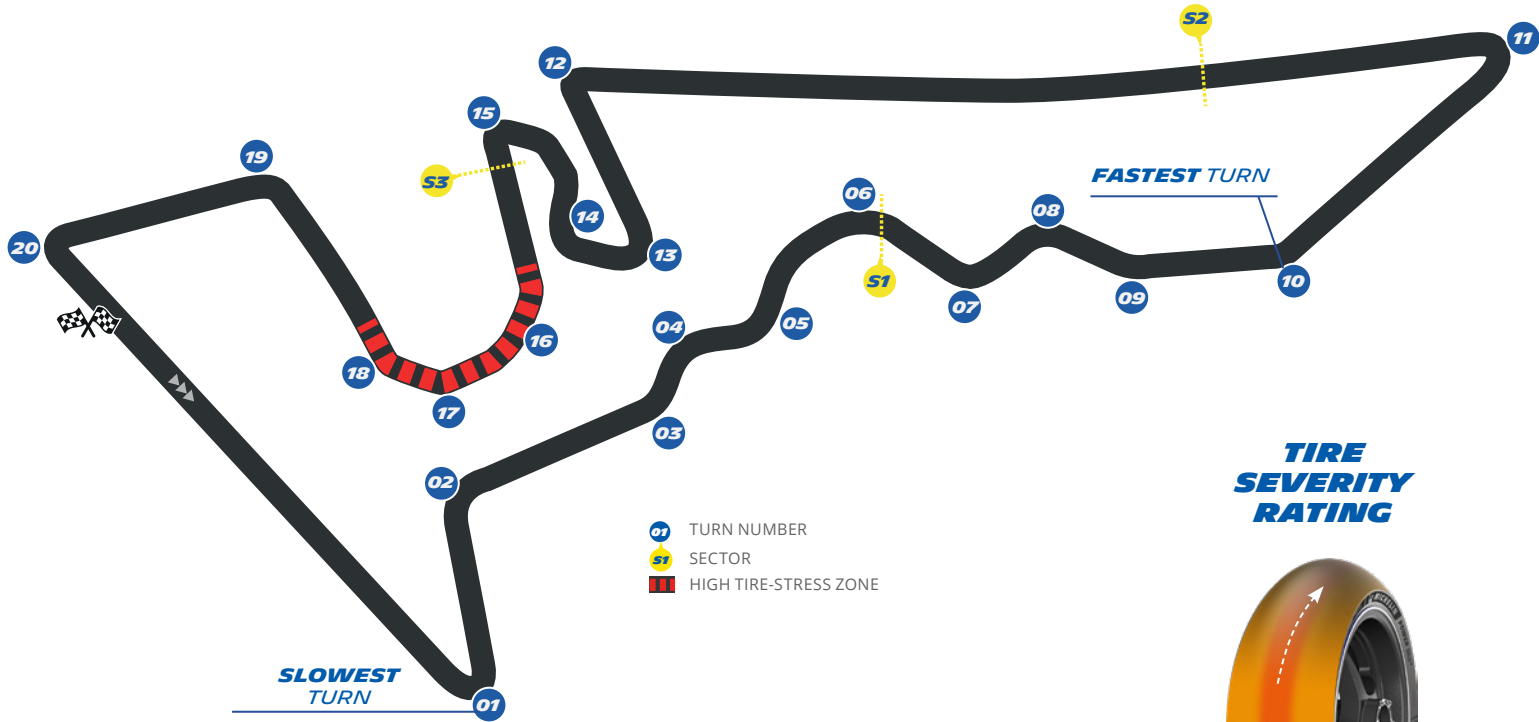 S2
11
12
15
19
S3
FASTEST TURN
06
08
14
20
13
S1
10
09
07
04
05
16
18
17
03
02
TIRE
SEVERITY
RATING
01 TURN NUMBER
S1 SECTOR
HIGH TIRE-STRESS ZONE
MICHELIN
SLOWEST
TURN
01